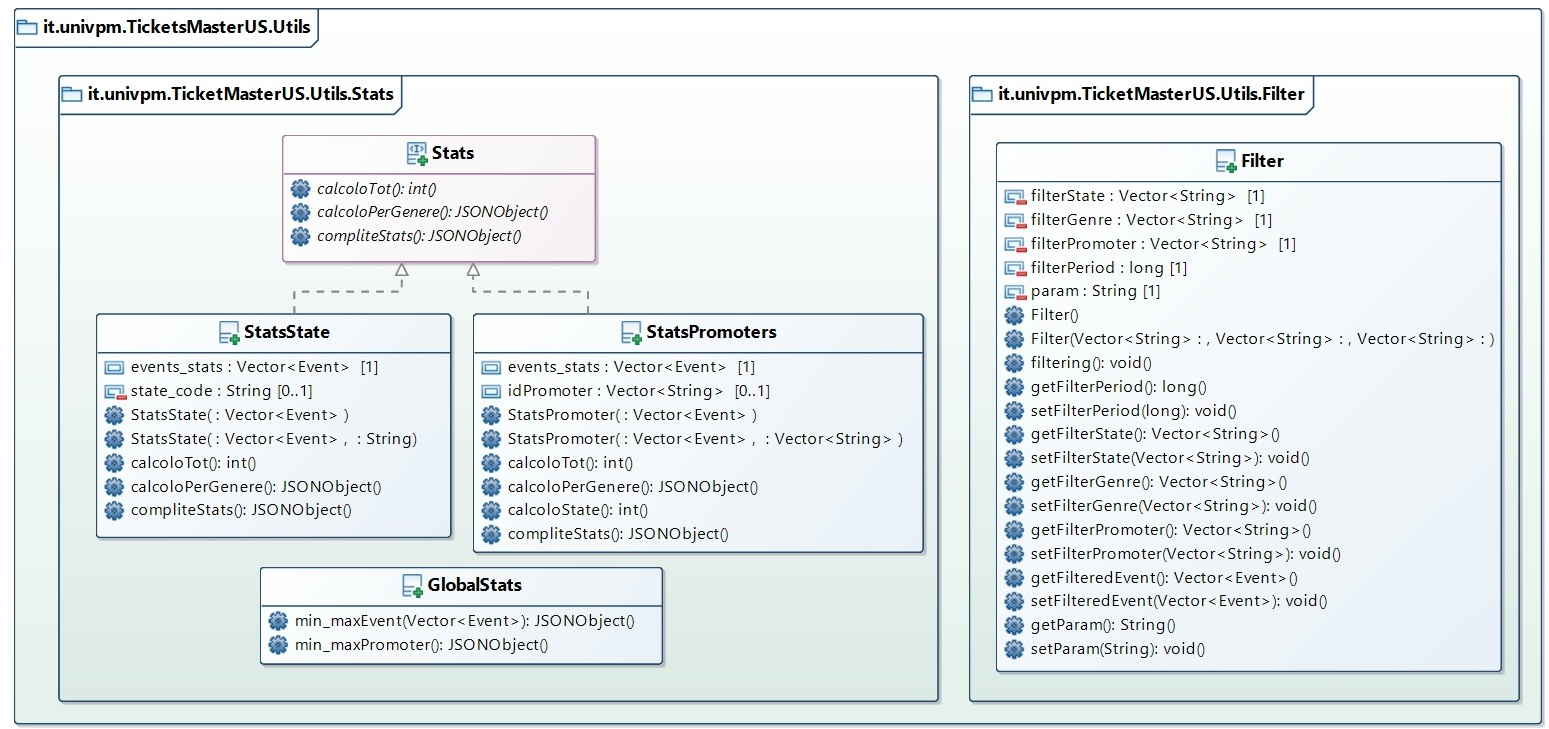 it.univpm.TicketsMasterUS.Utils
it.univpm.TicketMasterUS.Utils.Stats
Stats
calcoloTot(): int()
calcoloPerGenere(): JSONObject()
compliteStats(): JSONObject()
StatsState
events_stats : Vector<Event> [1]
state_code : String [0..1]
StatsState( : Vector<Event> )
StatsState( : Vector<Event> , : String)
calcoloTot(): int()
calcoloPerGenere(): JSONObject()
compliteStats(): JSONObject()
StatsPromoters
events_stats : Vector<Event> [1]
idPromoter : Vector<String> [0..1]
StatsPromoter( : Vector<Event> )
StatsPromoter( : Vector<Event> , : Vector<String> )
calcoloTot(): int()
calcoloPerGenere(): JSONObject()
calcoloState(): int()
compliteStats(): JSONObject()
GlobalStats
min_maxEvent(Vector<Event>): JSONObject()
min_maxPromoter(): JSONObject()
it.univpm.TicketMasterUS.Utils.Filter
Filter
filterState : Vector<String> [1]
filterGenre : Vector<String> [1]
filterPromoter : Vector<String> [1]
filterPeriod : long [1]
param : String [1]
Filter()
Filter(Vector<String> : , Vector<String> : , Vector<String> : )
filtering(): void()
getFilterPeriod(): long()
setFilterPeriod(long): void()
getFilterState(): Vector<String>()
setFilterState(Vector<String>): void()
getFilterGenre(): Vector<String>()
setFilterGenre(Vector<String>): void()
getFilterPromoter(): Vector<String>()
setFilterPromoter(Vector<String>): void()
getFilteredEvent(): Vector<Event>()
setFilteredEvent(Vector<Event>): void()
getParam(): String()
setParam(String): void()